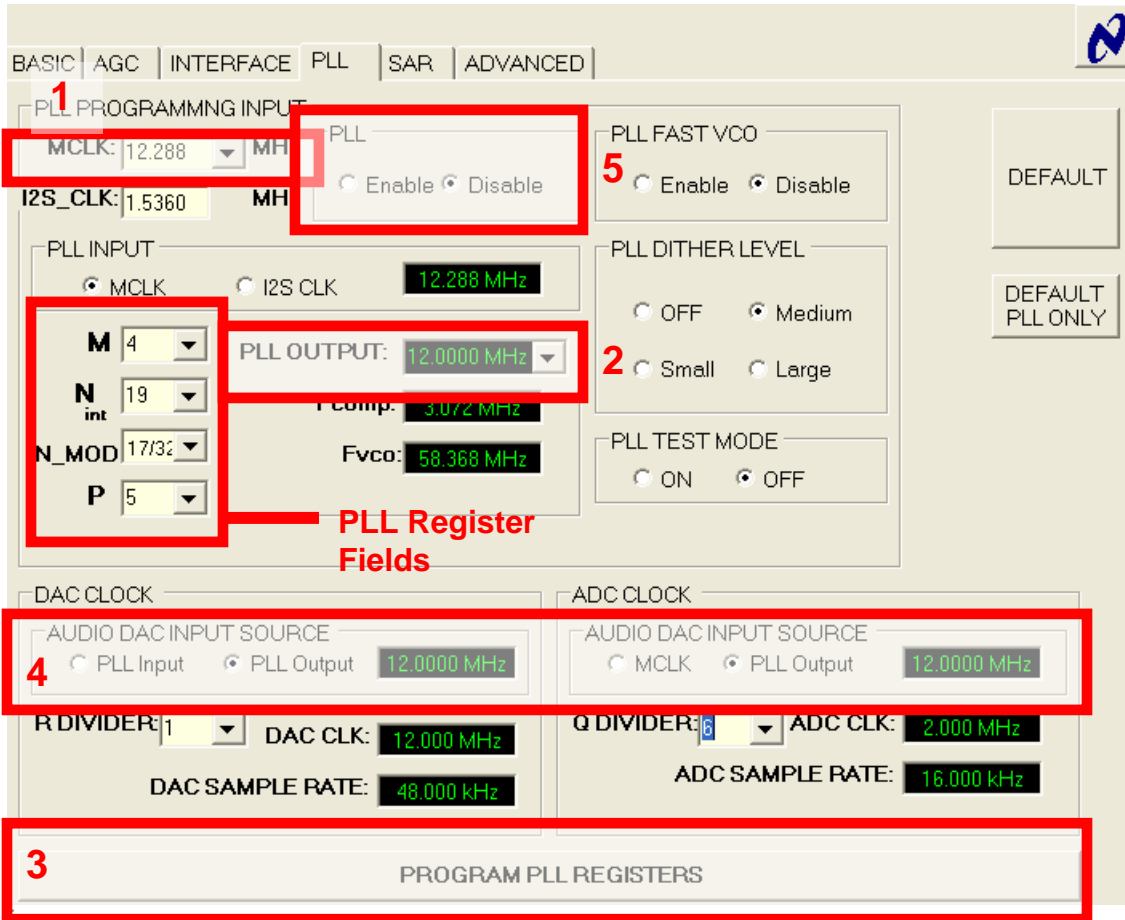 BASIC AGC INTERFACE PLL SAR ADVANCED
1
PLL PROGRAMMNG INPUT
MCLK: 12.288 MH
I2S_CLK: 1.5360 MH
PLL
Enable Disable
PLL FAST VCO
5
Enable Disable
DEFAULT
PLL INPUT
MCLK I2S CLK 12.288 MHz
PLL DITHER LEVEL
OFF Medium
2
Small Large
DEFAULT
PLL ONLY
M 4
PLL OUTPUT: 12.0000 MHz
N int 19
Fcomp: 3.072 MHz
N_MOD 17/32
Fvco: 58.368 MHz
P 5
PLL TEST MODE
ON OFF
PLL Register
Fields
DAC CLOCK
AUDIO DAC INPUT SOURCE
4
PLL Input PLL Output 12.0000 MHz
R DIVIDER: 1 DAC CLK: 12.000 MHz
DAC SAMPLE RATE: 48.000 kHz
ADC CLOCK
AUDIO DAC INPUT SOURCE
MCLK PLL Output 12.0000 MHz
Q DIVIDER: 6 ADC CLK: 2.000 MHz
ADC SAMPLE RATE: 16.000 kHz
3
PROGRAM PLL REGISTERS